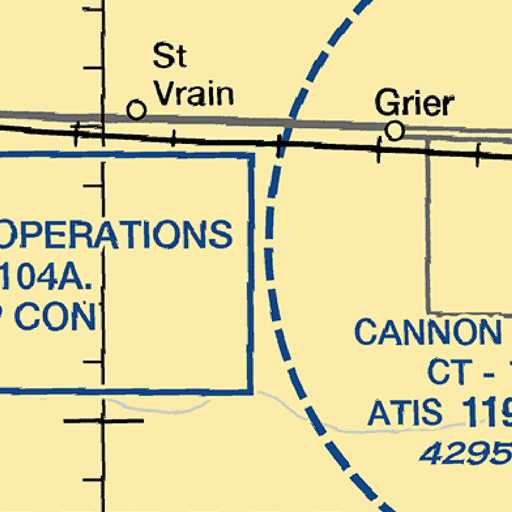 St
Vrain
Grier
OPERATIONS
104A.
CON
CANNON
CT -
ATIS 119
4295